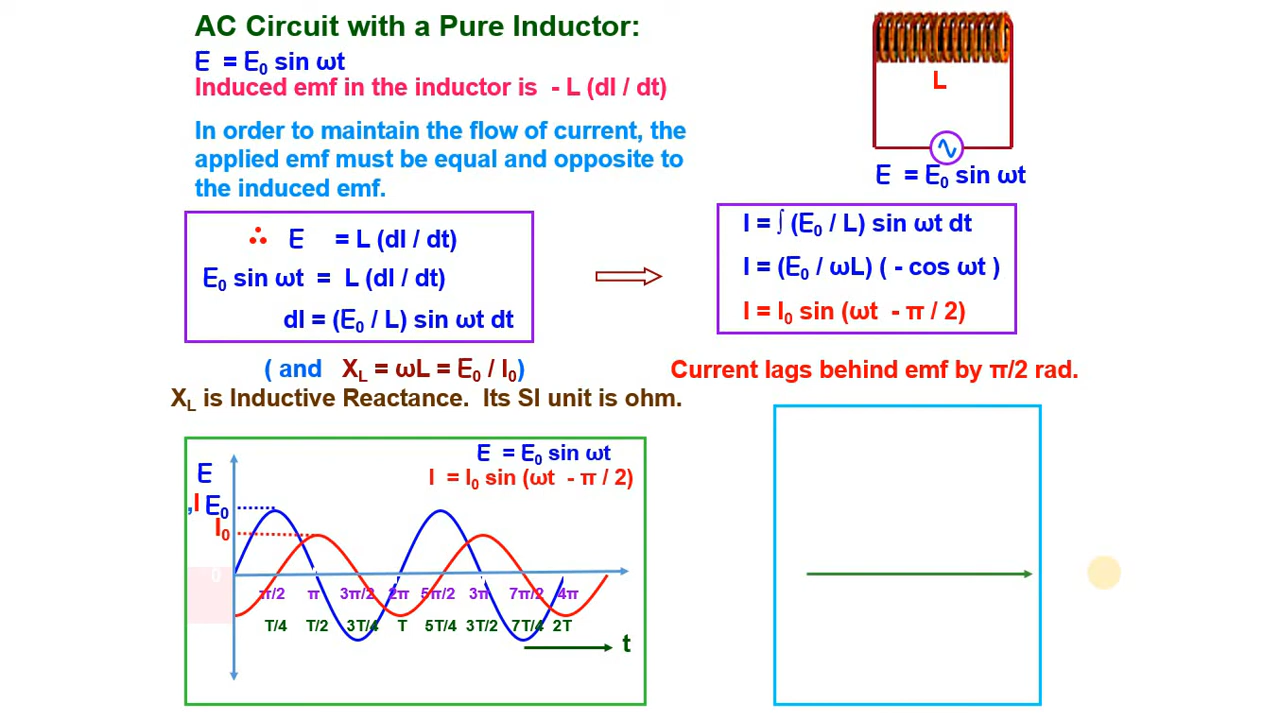 AC Circuit with a Pure Inductor:
E = E₀ sin ωt
Induced emf in the inductor is - L (dI / dt)
In order to maintain the flow of current, the
applied emf must be equal and opposite to
the induced emf.
L
E = E₀ sin ωt
∴ E = L (dI / dt)
E₀ sin ωt = L (dI / dt)
dI = (E₀ / L) sin ωt dt
I = ∫ (E₀ / L) sin ωt dt
I = (E₀ / ωL) ( - cos ωt )
I = I₀ sin (ωt - π / 2)
( and X_L = ωL = E₀ / I₀)
Current lags behind emf by π/2 rad.
X_L is Inductive Reactance. Its SI unit is ohm.
E = E₀ sin ωt
I = I₀ sin (ωt - π / 2)
E
,I E₀
I₀
0
π/2 π 3π/2 2π 5π/2 3π 7π/2 4π
T/4 T/2 3T/4 T 5T/4 3T/2 7T/4 2T
t